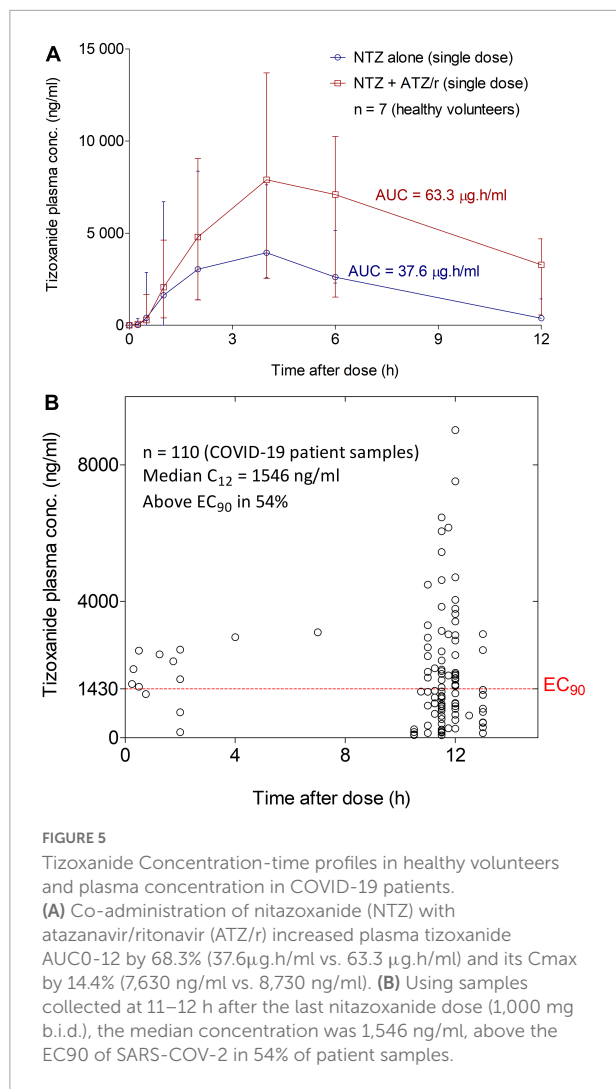 A
15 000
10 000
5 000
0
Tizoxanide plasma conc. (ng/ml)
NTZ alone (single dose)
NTZ + ATZ/r (single dose)
n = 7 (healthy volunteers)
AUC = 63.3 µg.h/ml
AUC = 37.6 µg.h/ml
0 3 6 9 12
Time after dose (h)
B
8000
4000
1430
0
Tizoxanide plasma conc. (ng/ml)
n = 110 (COVID-19 patient samples)
Median C12 = 1546 ng/ml
Above EC90 in 54%
EC90
0 4 8 12
Time after dose (h)
FIGURE 5
Tizoxanide Concentration-time profiles in healthy volunteers
and plasma concentration in COVID-19 patients.
(A) Co-administration of nitazoxanide (NTZ) with
atazanavir/ritonavir (ATZ/r) increased plasma tizoxanide
AUC0-12 by 68.3% (37.6µg.h/ml vs. 63.3 µg.h/ml) and its Cmax
by 14.4% (7,630 ng/ml vs. 8,730 ng/ml). (B) Using samples
collected at 11–12 h after the last nitazoxanide dose (1,000 mg
b.i.d.), the median concentration was 1,546 ng/ml, above the
EC90 of SARS-COV-2 in 54% of patient samples.